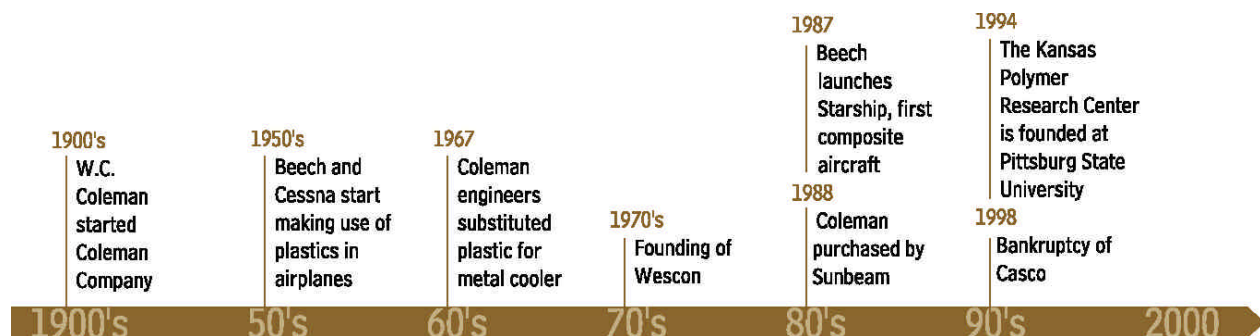 1900's
W.C.
Coleman
started
Coleman
Company
1950's
Beech and
Cessna start
making use of
plastics in
airplanes
1967
Coleman
engineers
substituted
plastic for
metal cooler
1970's
Founding of
Wescon
1987
Beech
launches
Starship, first
composite
aircraft
1988
Coleman
purchased by
Sunbeam
1994
The Kansas
Polymer
Research Center
is founded at
Pittsburg State
University
1998
Bankruptcy of
Casco
1900's 50's 60's 70's 80's 90's 2000